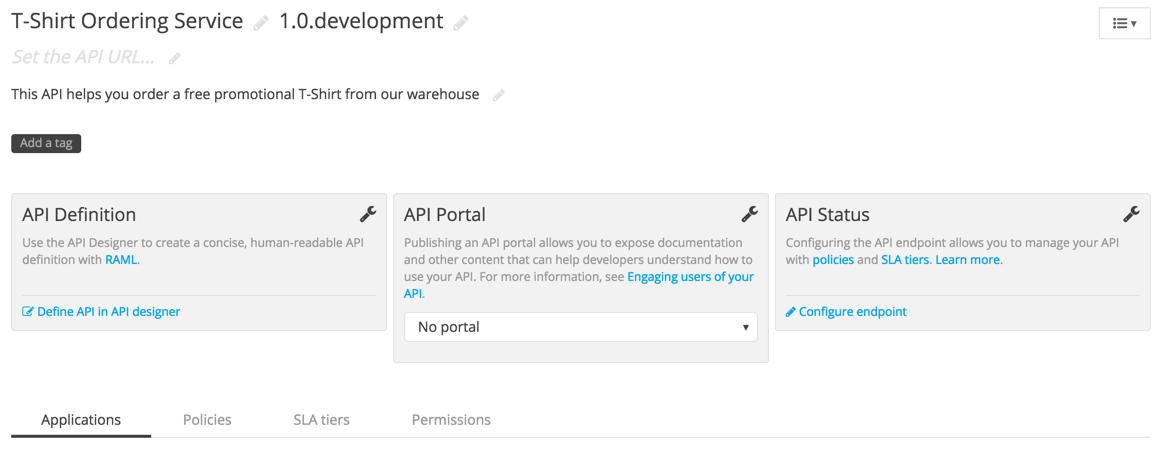 T-Shirt Ordering Service 1.0.development
Set the API URL...
This API helps you order a free promotional T-Shirt from our warehouse
Add a tag
API Definition
Use the API Designer to create a concise, human-readable API
definition with RAML.
Define API in API designer
API Portal
Publishing an API portal allows you to expose documentation
and other content that can help developers understand how to
use your API. For more information, see Engaging users of your
API.
No portal
API Status
Configuring the API endpoint allows you to manage your API
with policies and SLA tiers. Learn more.
Configure endpoint
Applications Policies SLA tiers Permissions